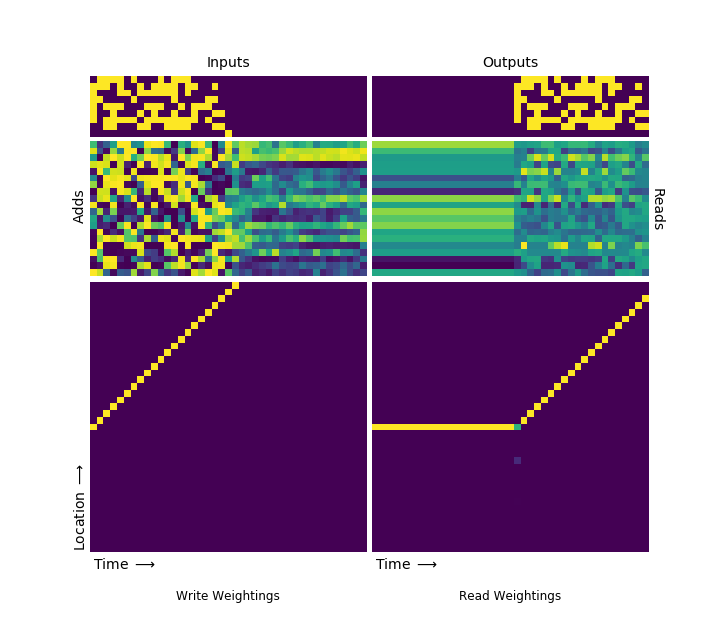 Inputs
Outputs
Adds
Reads
Location ⟶
Time ⟶
Time ⟶
Write Weightings
Read Weightings